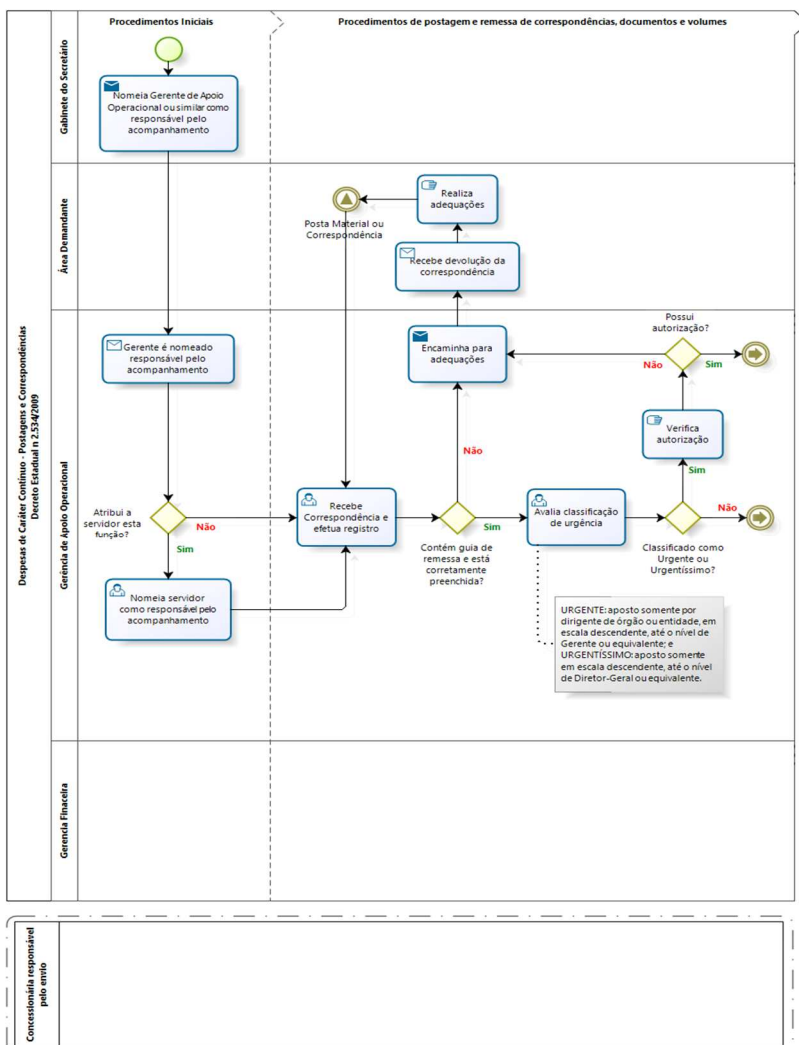 Procedimentos Iniciais
Procedimentos de postagem e remessa de correspondências, documentos e volumes
Despesas de Caráter Contínuo - Postagens e Correspondências
Decreto Estadual n 2.534/2009
Gabinete do Secretário
Nomeia Gerente de Apoio
Operacional ou similar como
responsável pelo
acompanhamento
Área Demandante
Realiza
adequações
Posta Material ou
Correspondência
Recebe devolução da
correspondência
Gerência de Apoio Operacional
Gerente é nomeado
responsável pelo
acompanhamento
Encaminha para
adequações
Possui
autorização?
Não
Sim
Verifica
autorização
Não
Sim
Atribui a
servidor esta
função?
Não
Sim
Recebe
Correspondência e
efetua registro
Sim
Contém guia de
remessa e está
corretamente
preenchida?
Avalia classificação
de urgência
Não
Classificado como
Urgente ou
Urgentíssimo?
Nomeia servidor
como responsável pelo
acompanhamento
URGENTE: aposto somente por
dirigente de órgão ou entidade, em
escala descendente, até o nível de
Gerente ou equivalente; e
URGENTÍSSIMO: aposto somente
em escala descendente, até o nível
de Diretor-Geral ou equivalente.
Gerencia Finaceira
Concessionária responsável
pelo envio